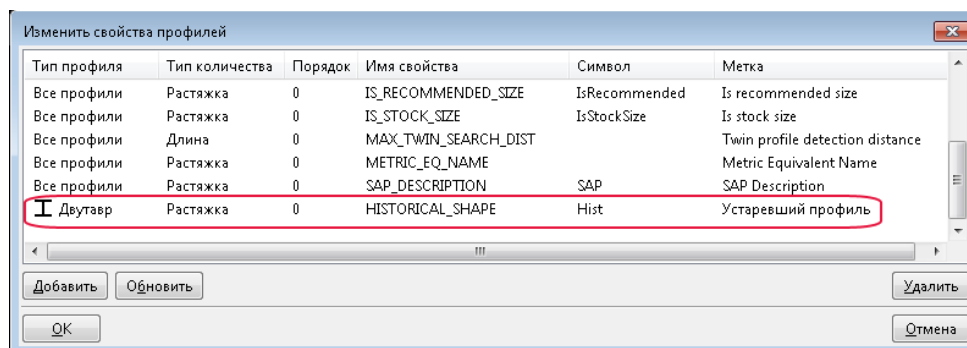 Изменить свойства профилей
Тип профиля Тип количества Порядок Имя свойства Символ Метка
Все профили Растяжка 0 IS_RECOMMENDED_SIZE IsRecommended Is recommended size
Все профили Растяжка 0 IS_STOCK_SIZE IsStockSize Is stock size
Все профили Длина 0 MAX_TWIN_SEARCH_DIST Twin profile detection distance
Все профили Растяжка 0 METRIC_EQ_NAME Metric Equivalent Name
Все профили Растяжка 0 SAP_DESCRIPTION SAP SAP Description
Двутавр Растяжка 0 HISTORICAL_SHAPE Hist Устаревший профиль
Добавить Обновить Удалить
OK Отмена